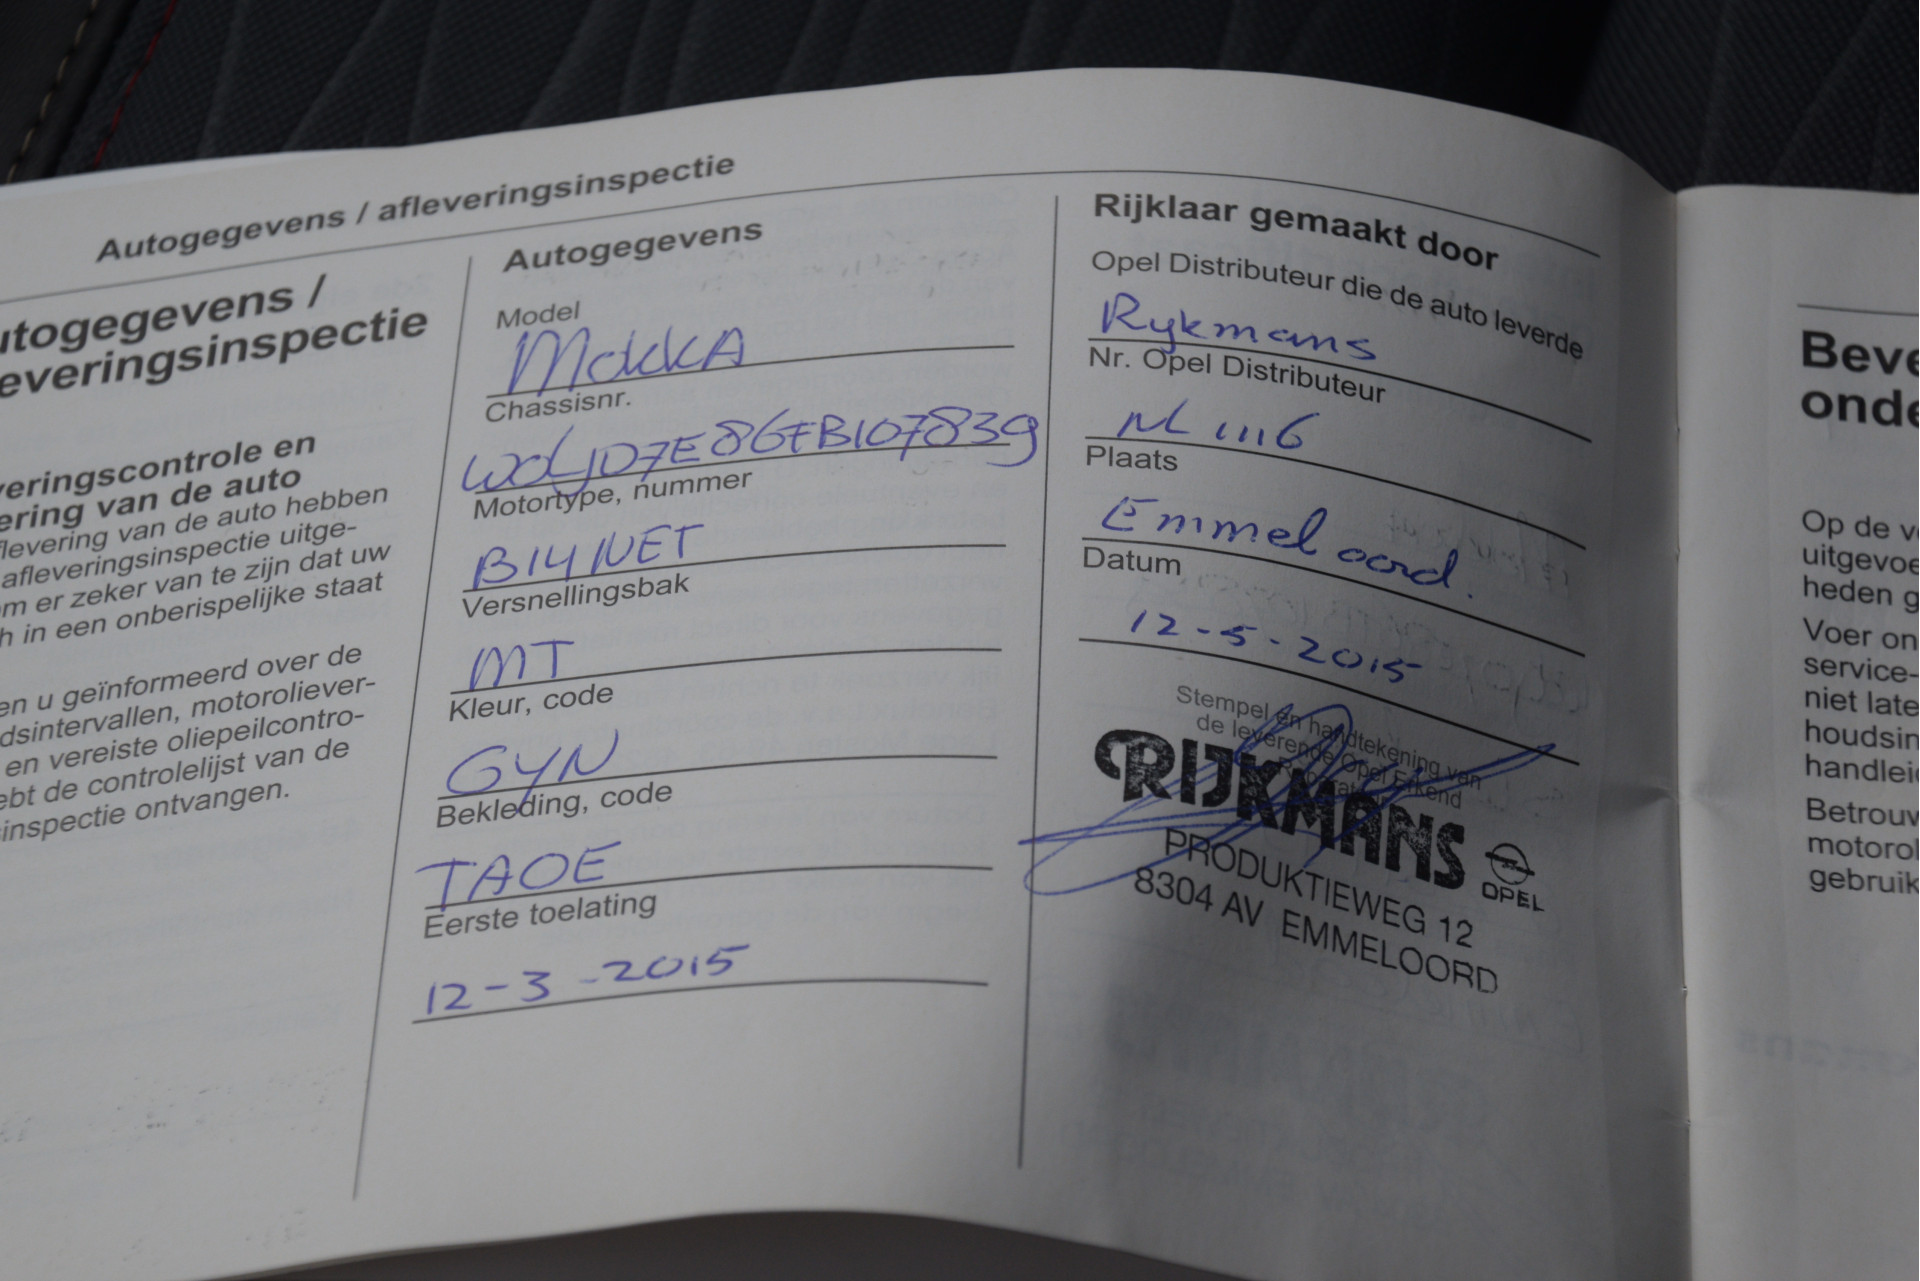 Autogegevens / afleveringsinspectie
utogegevens /
everingsinspectie
veringscontrole en
ering van de auto
flevering van de auto hebben
afleveringsinspectie uitge-
m er zeker van te zijn dat uw
h in een onberispelijke staat
en u geïnformeerd over de
dsintervallen, motoroliever-
en vereiste oliepeilcontro-
ebt de controlelijst van de
inspectie ontvangen.
Autogegevens
Model
MOKKA
Chassisnr.
W0LJD7E86FB107839
Motortype, nummer
B14NET
Versnellingsbak
MT
Kleur, code
GYN
Bekleding, code
TAOE
Eerste toelating
12-3-2015
Rijklaar gemaakt door
Opel Distributeur die de auto leverde
Rykmans
Nr. Opel Distributeur
NL 1116
Plaats
Emmeloord.
Datum
12-5-2015
Stempel en handtekening van
de leverende Opel Erkend
RIJKMANS
OPEL
PRODUKTIEWEG 12
8304 AV EMMELOORD
Beve
onde
Op de v
uitgevoe
heden g
Voer on
service-
niet late
houdsin
handleid
Betrouw
motorol
gebruik